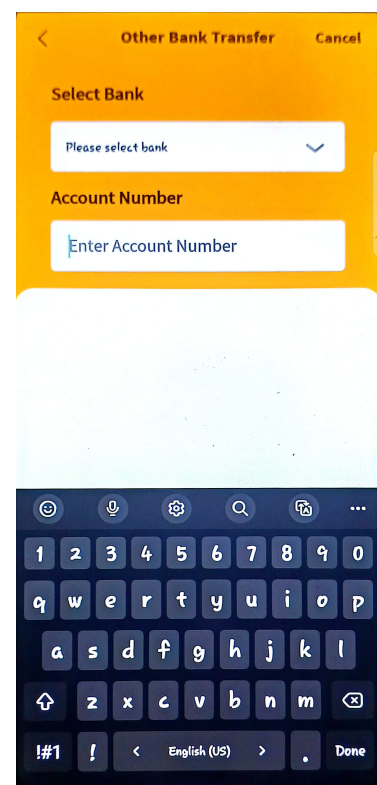 Other Bank Transfer Cancel
Select Bank
Please select bank
Account Number
Enter Account Number
1 2 3 4 5 6 7 8 9 0
q w e r t y u i o p
a s d f g h j k l
z x c v b n m
!#1 ! < English (US) > . Done